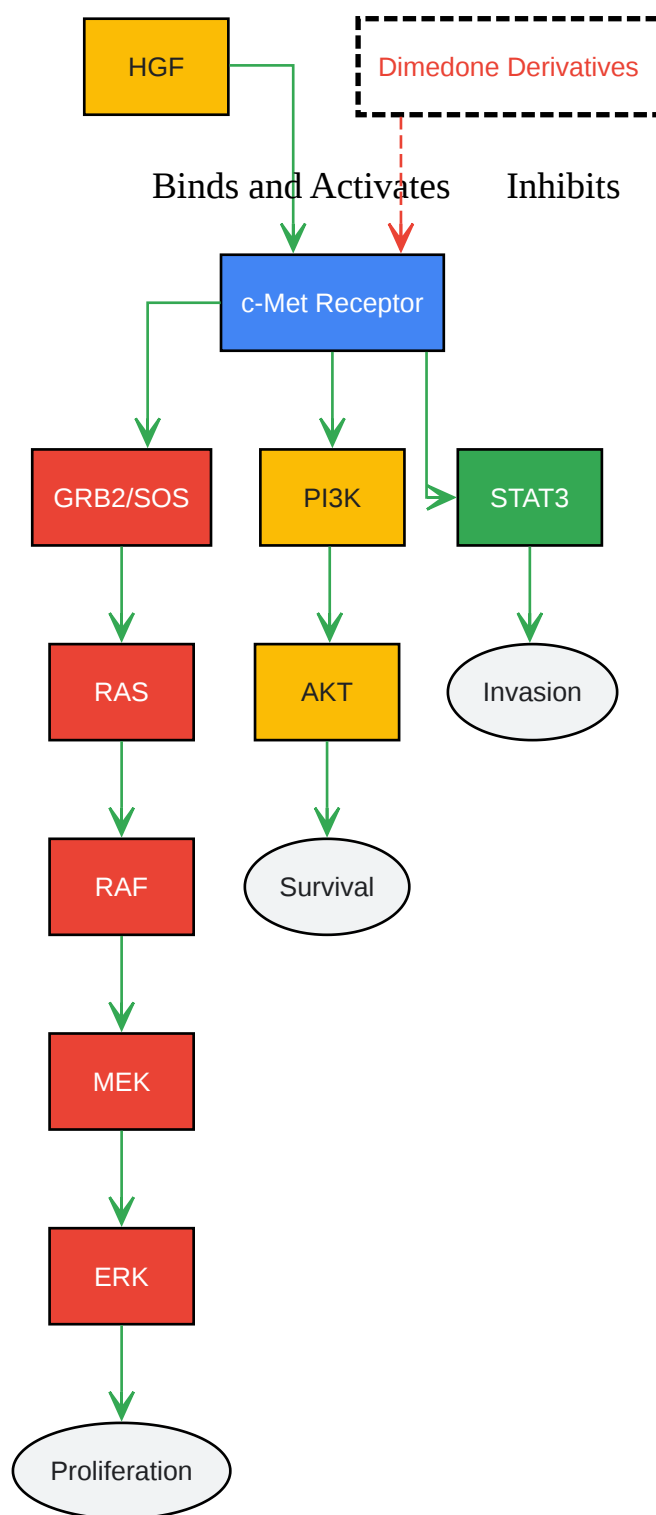 HGF
Dimedone Derivatives
Binds and Activates
Inhibits
c-Met Receptor
GRB2/SOS
PI3K
STAT3
RAS
AKT
Invasion
RAF
Survival
MEK
ERK
Proliferation